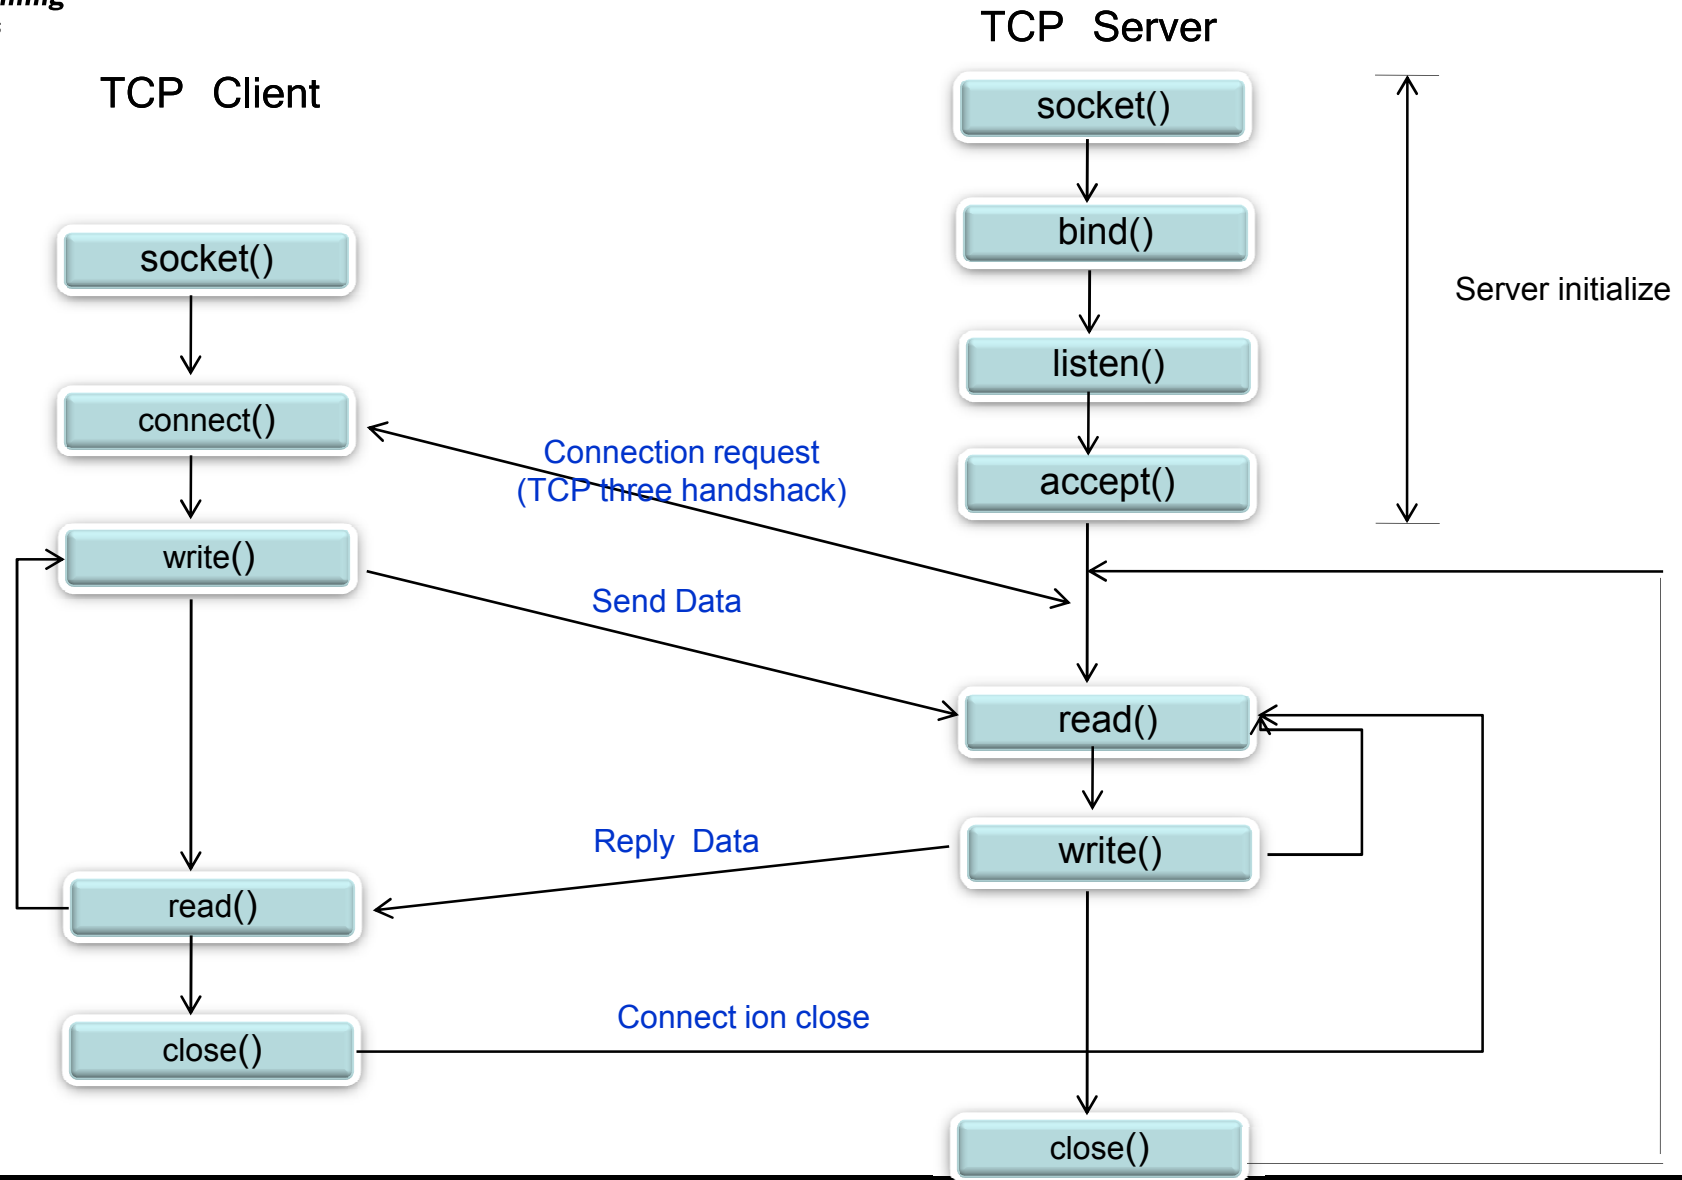 TCP Server
TCP Client
socket()
bind()
listen()
accept()
Server initialize
socket()
connect()
write()
read()
close()
Connection request
(TCP three handshack)
Send Data
Reply Data
Connect ion close
read()
write()
close()